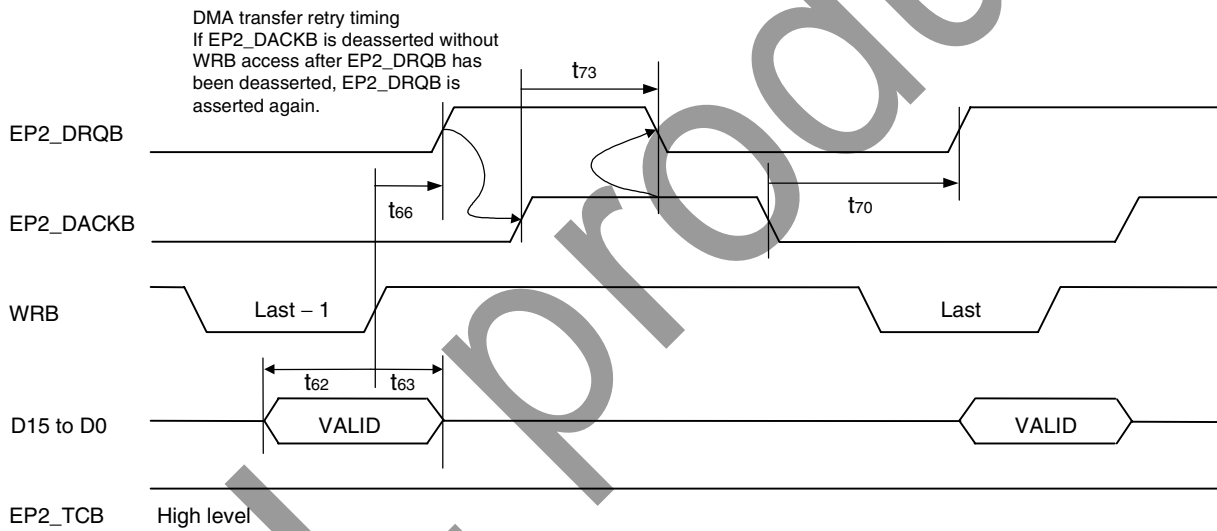 DMA transfer retry timing
If EP2_DACKB is deasserted without
WRB access after EP2_DRQB has
been deasserted, EP2_DRQB is
asserted again.
t73
EP2_DRQB
t66
t70
EP2_DACKB
WRB
Last – 1
Last
t62
t63
D15 to D0
VALID
VALID
EP2_TCB
High level